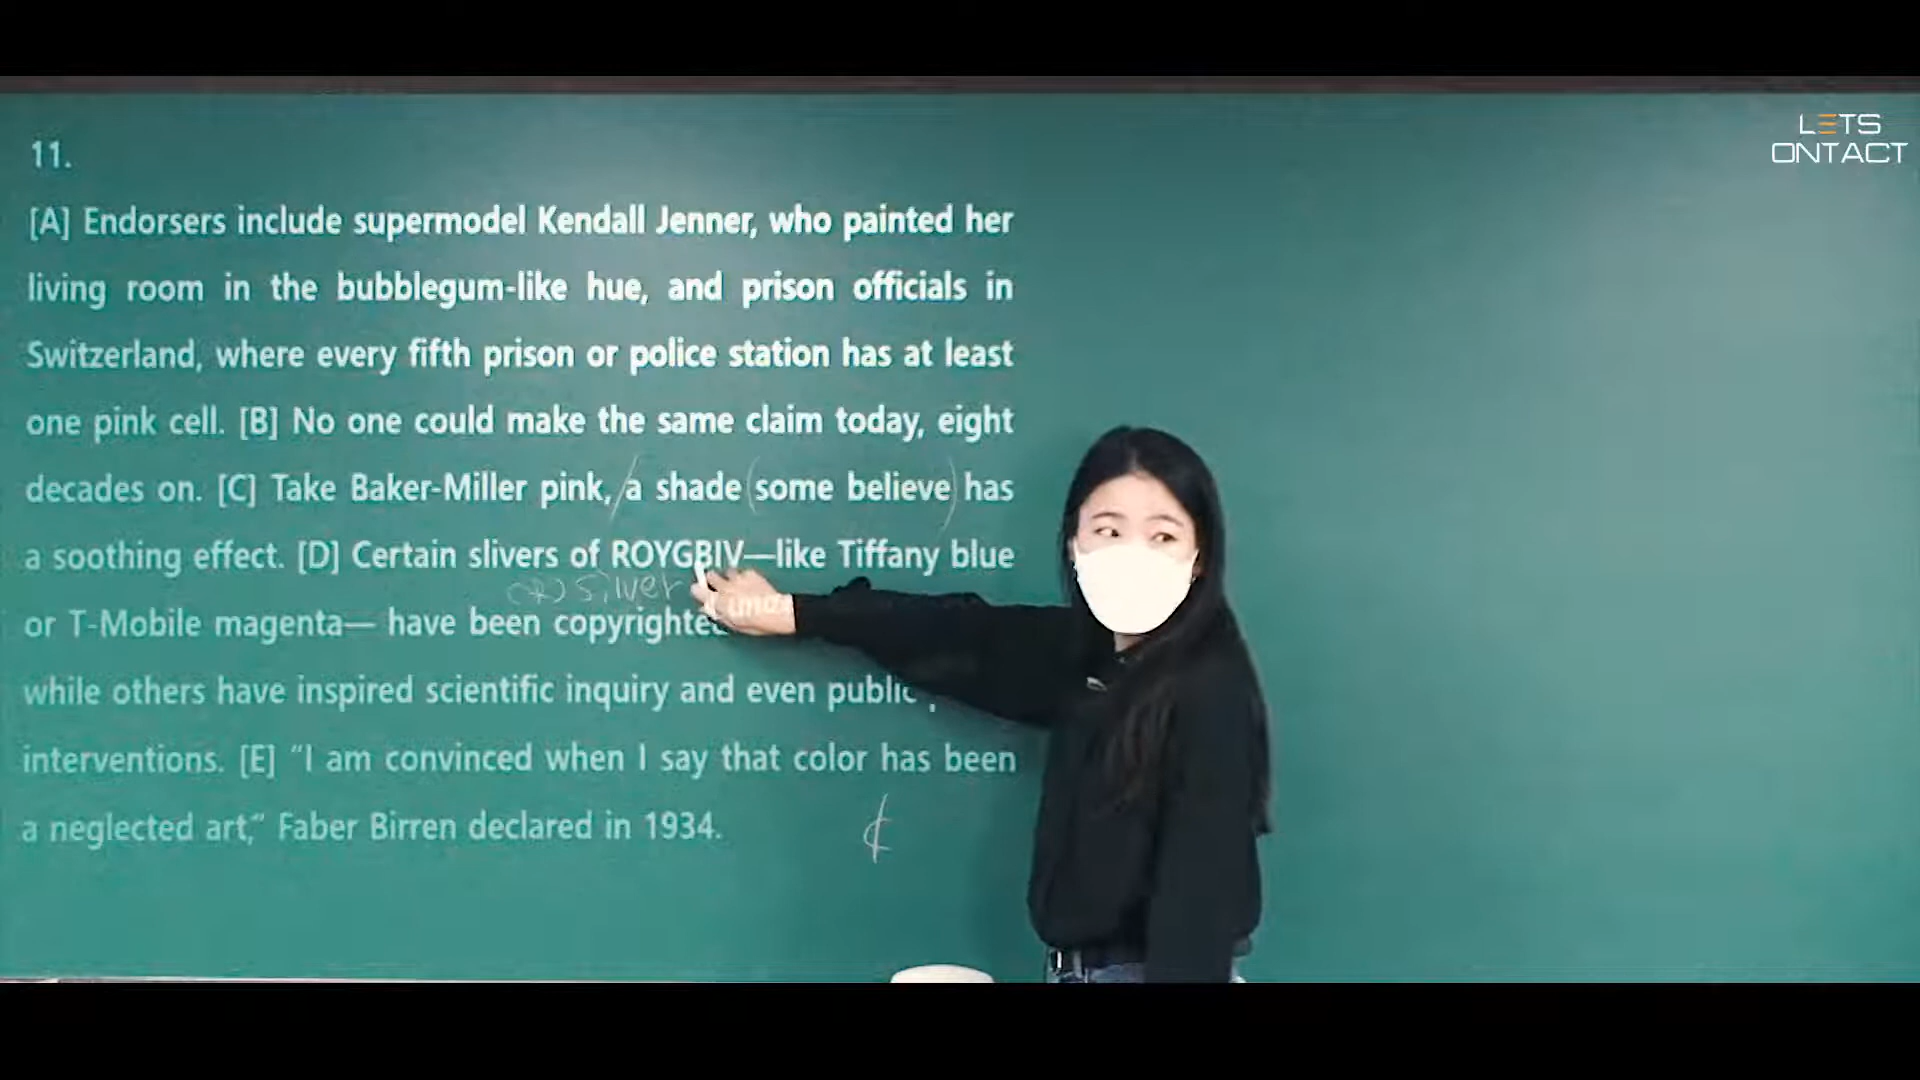 LETS
ONTACT
11.
[A] Endorsers include supermodel Kendall Jenner, who painted her
living room in the bubblegum-like hue, and prison officials in
Switzerland, where every fifth prison or police station has at least
one pink cell. [B] No one could make the same claim today, eight
decades on. [C] Take Baker-Miller pink, a shade (some believe) has
a soothing effect. [D] Certain slivers of ROYGBIV—like Tiffany blue
silver
or T-Mobile magenta— have been copyrighted
while others have inspired scientific inquiry and even public
interventions. [E] “I am convinced when I say that color has been
a neglected art,” Faber Birren declared in 1934.